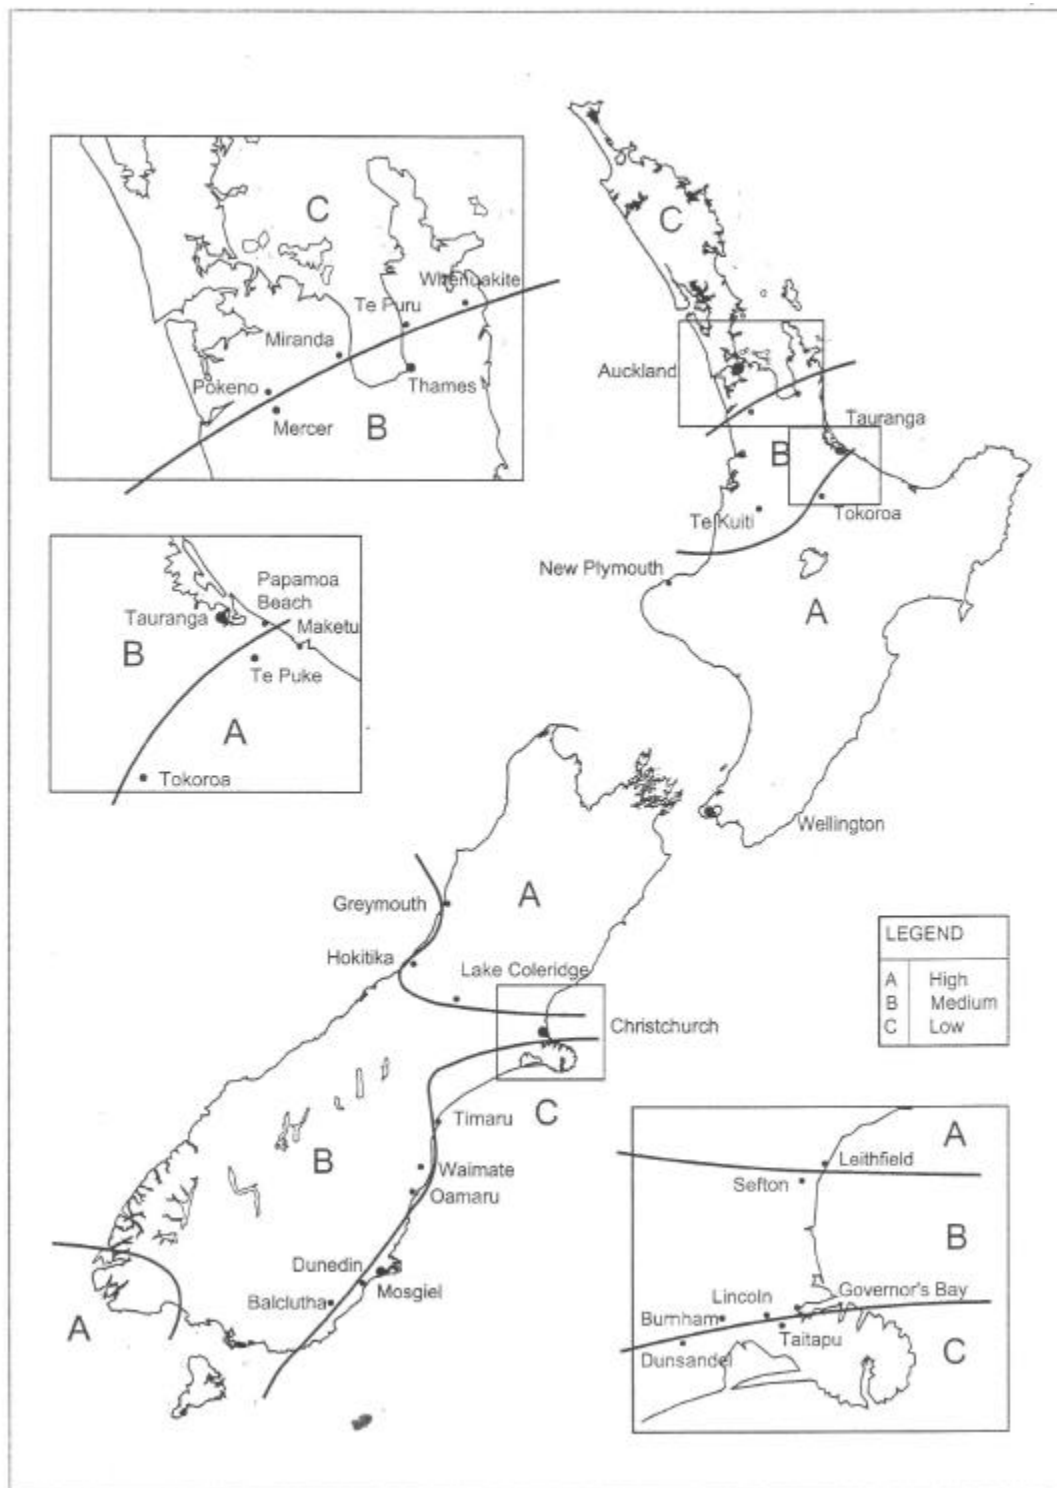 C
Whenuakite
Te Puru
Miranda
Thames
Pokeno
Mercer
B
C
Auckland
Tauranga
B
Te Kuiti
Tokoroa
New Plymouth
A
Wellington
Papamoa
Beach
Tauranga
Maketu
B
Te Puke
A
Tokoroa
A
Greymouth
Hokitika
Lake Coleridge
Christchurch
C
Timaru
B
Waimate
Oamaru
Dunedin
Mosgiel
Balclutha
A
LEGEND
A High
B Medium
C Low
A
Leithfield
Sefton
B
Governor's Bay
Lincoln
Burnham
Taitapu
Dunsandel
C